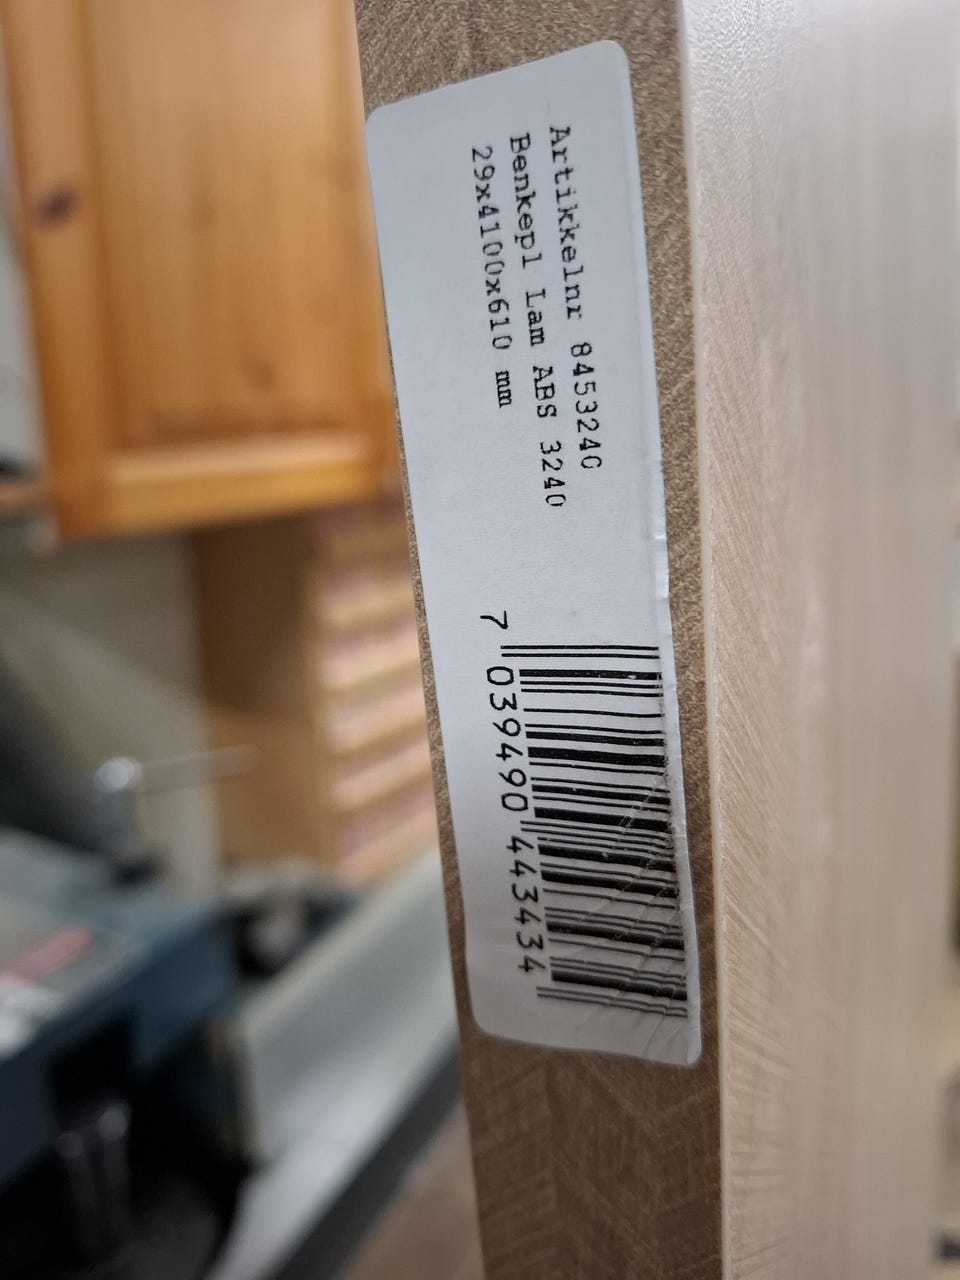 Artikkelnr 8453240
Benkepl Lam ABS 3240
29x4100x610 mm
7 039490 443434